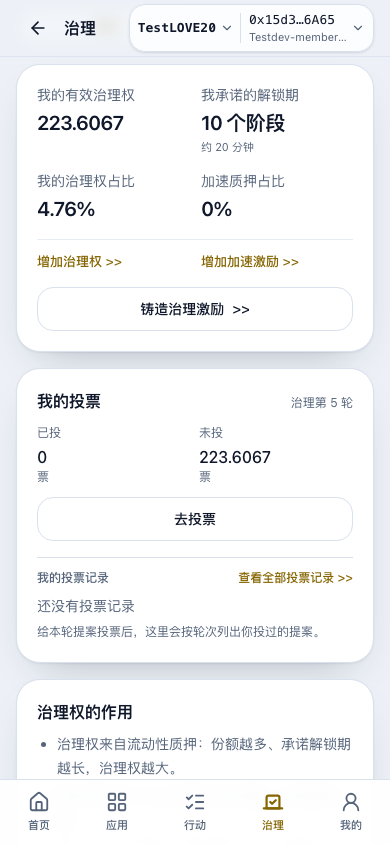 治理
TestLOVE20
0x15d3…6A65
Testdev-member…
我的有效治理权
我承诺的解锁期
223.6067
10 个阶段
约 20 分钟
我的治理权占比
加速质押占比
4.76%
0%
增加治理权 >>
增加加速激励 >>
铸造治理激励 >>
我的投票
治理第 5 轮
已投
未投
0
223.6067
票
票
去投票
我的投票记录
查看全部投票记录 >>
还没有投票记录
给本轮提案投票后，这里会按轮次列出你投过的提案。
治理权的作用
• 治理权来自流动性质押：份额越多、承诺解锁期
越长，治理权越大。
首页
应用
行动
治理
我的